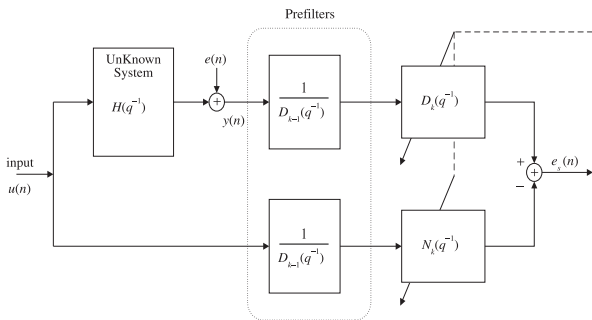 Prefilters
UnKnown
System
H(q⁻¹)
e(n)
+
y(n)
1
D_{k-1}(q⁻¹)
D_k(q⁻¹)
input
u(n)
+
+
−
e_s(n)
1
D_{k-1}(q⁻¹)
N_k(q⁻¹)